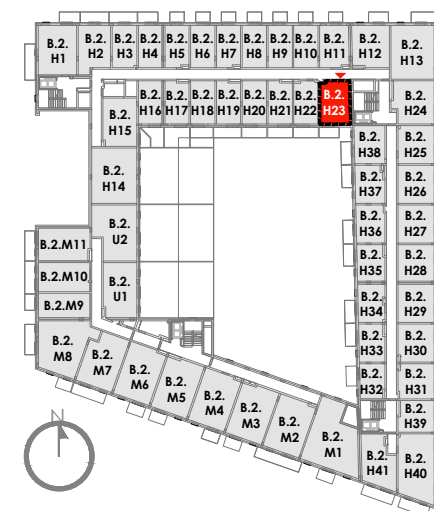 B.2.
H1
B.2.
H2
B.2.
H3
B.2.
H4
B.2.
H5
B.2.
H6
B.2.
H7
B.2.
H8
B.2.
H9
B.2.
H10
B.2.
H11
B.2.
H12
B.2.
H13
B.2.
H16
B.2.
H17
B.2.
H18
B.2.
H19
B.2.
H20
B.2.
H21
B.2.
H22
B.2.
H23
B.2.
H24
B.2.
H15
B.2.
H38
B.2.
H25
B.2.
H14
B.2.
H37
B.2.
H26
B.2.
U2
B.2.
H36
B.2.
H27
B.2.M11
B.2.
H35
B.2.
H28
B.2.M10
B.2.
U1
B.2.
H34
B.2.
H29
B.2.M9
B.2.
M8
B.2.
M7
B.2.
M6
B.2.
M5
B.2.
M4
B.2.
M3
B.2.
M2
B.2.
M1
B.2.
H33
B.2.
H30
B.2.
H32
B.2.
H31
B.2.
H39
B.2.
H41
B.2.
H40
N